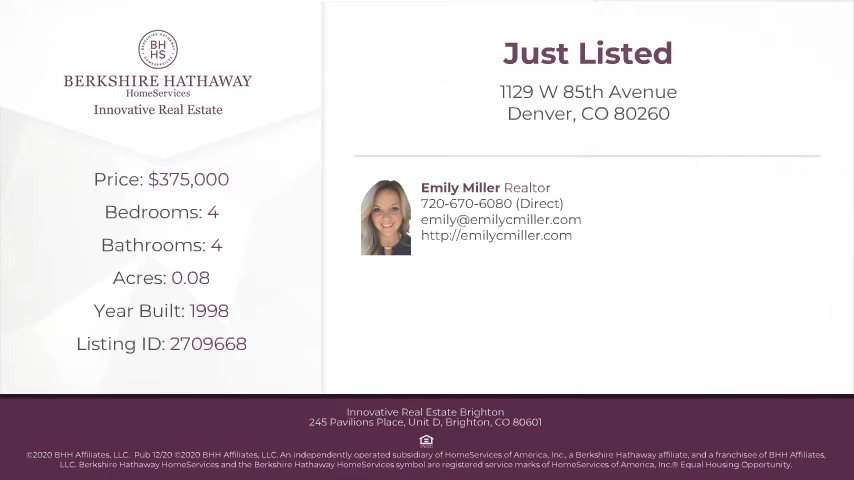 BERKSHIRE HATHAWAY
HOMESERVICES
BH
HS
BERKSHIRE HATHAWAY
HomeServices
Innovative Real Estate
Price: $375,000
Bedrooms: 4
Bathrooms: 4
Acres: 0.08
Year Built: 1998
Listing ID: 2709668
Just Listed
1129 W 85th Avenue
Denver, CO 80260
Emily Miller Realtor
720-670-6080 (Direct)
emily@emilycmiller.com
http://emilycmiller.com
Innovative Real Estate Brighton
245 Pavilions Place, Unit D, Brighton, CO 80601
©2020 BHH Affiliates, LLC. Pub 12/20 ©2020 BHH Affiliates, LLC. An independently operated subsidiary of HomeServices of America, Inc., a Berkshire Hathaway affiliate, and a franchisee of BHH Affiliates,
LLC. Berkshire Hathaway HomeServices and the Berkshire Hathaway HomeServices symbol are registered service marks of HomeServices of America, Inc.® Equal Housing Opportunity.